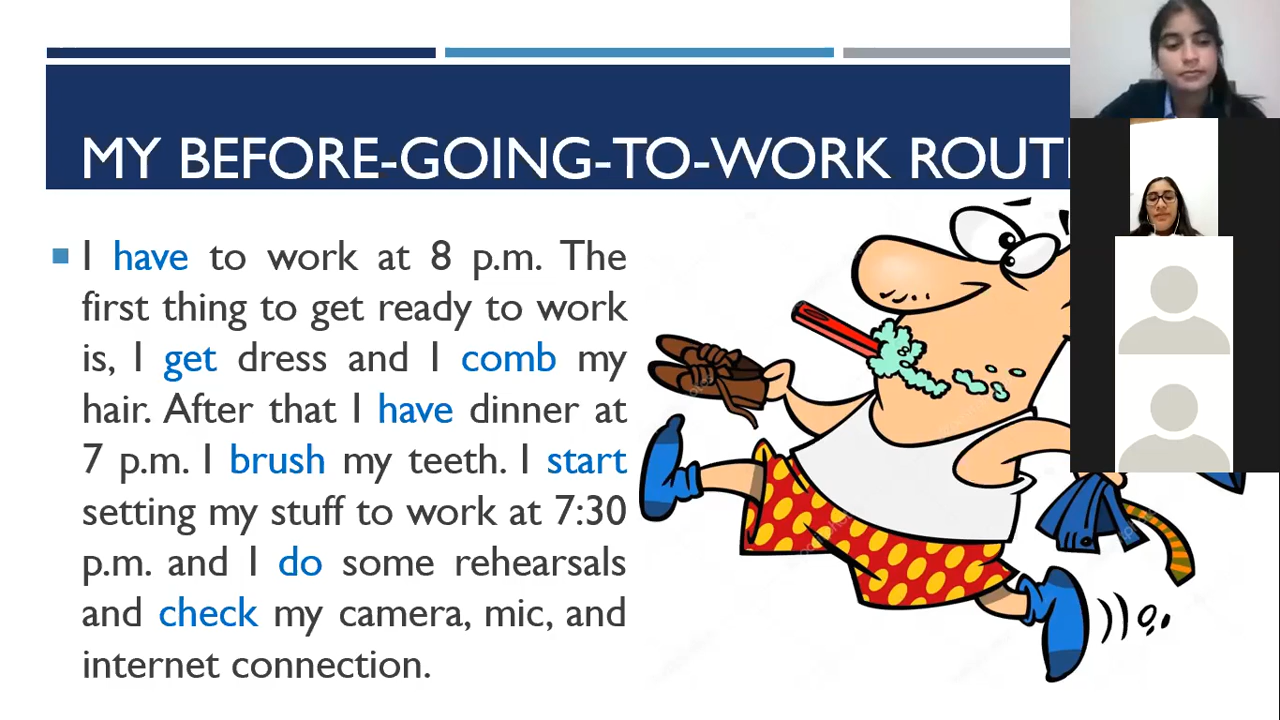 MY BEFORE-GOING-TO-WORK ROUTI
I have to work at 8 p.m. The
first thing to get ready to work
is, I get dress and I comb my
hair. After that I have dinner at
7 p.m. I brush my teeth. I start
setting my stuff to work at 7:30
p.m. and I do some rehearsals
and check my camera, mic, and
internet connection.